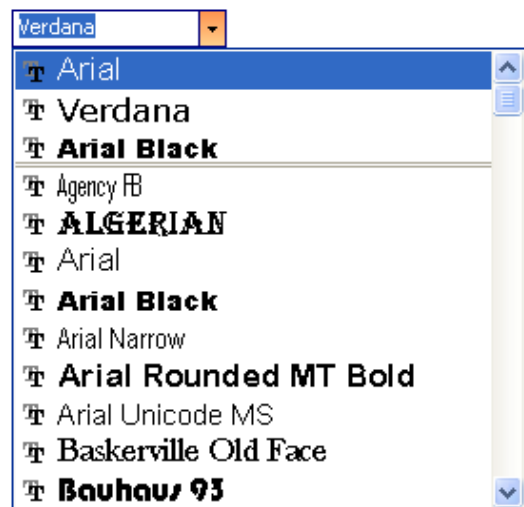 Verdana
Arial
Verdana
Arial Black
Agency FB
ALGERIAN
Arial
Arial Black
Arial Narrow
Arial Rounded MT Bold
Arial Unicode MS
Baskerville Old Face
Bauhaus 93